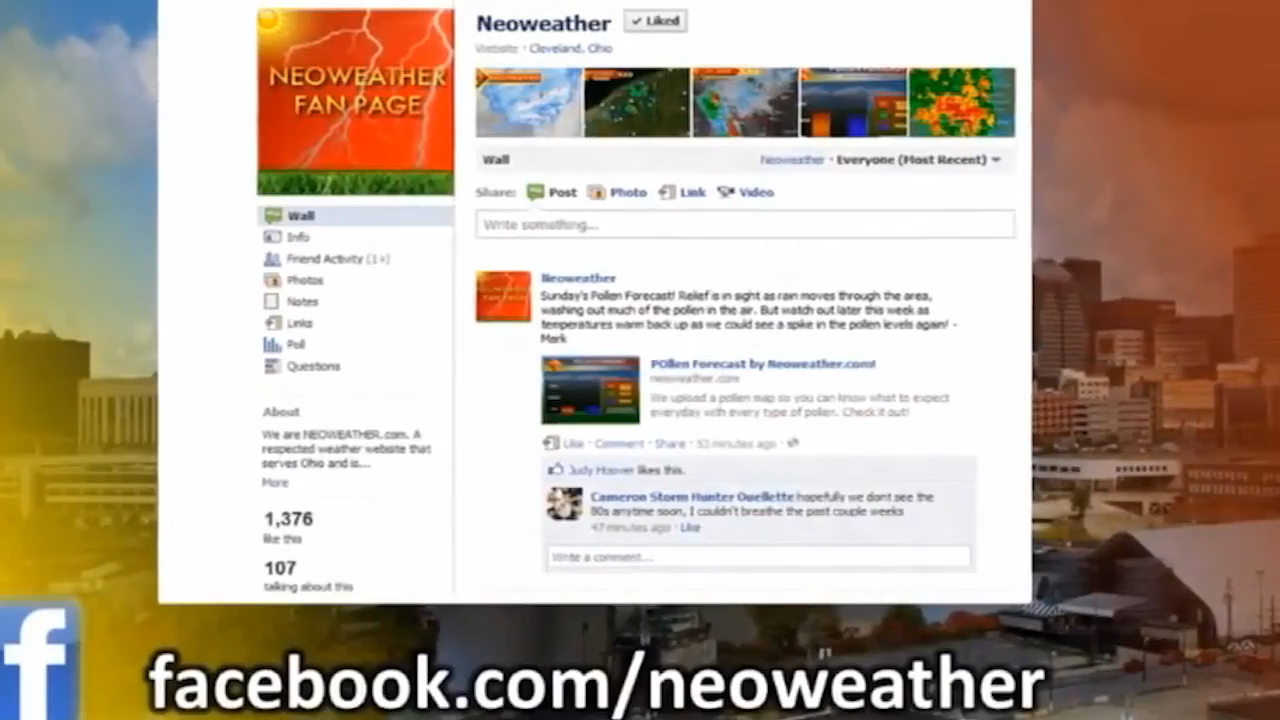 NEOWEATHER
FAN PAGE
Neoweather
Liked
Website · Cleveland, Ohio
Wall
Neoweather · Everyone (Most Recent)
Share: Post Photo Link Video
Write something...
Wall
Info
Friend Activity (1+)
Photos
Notes
Links
Poll
Questions
About
We are NEOWEATHER.com. A
respected weather website that
serves Ohio and is...
More
1,376
like this
107
talking about this
Neoweather
Sunday's Pollen Forecast! Relief is in sight as rain moves through the area,
washing out much of the pollen in the air. But watch out later this week as
temperatures warm back up as we could see a spike in the pollen levels again! -
Mark
POllen Forecast by Neoweather.com!
neoweather.com
We upload a pollen map so you can know what to expect
everyday with every type of pollen. Check it out!
Like · Comment · Share · 53 minutes ago ·
Judy Hoover likes this.
Cameron Storm Hunter Ouellette hopefully we dont see the
80s anytime soon, I couldn't breathe the past couple weeks
47 minutes ago · Like
Write a comment...
f
facebook.com/neoweather